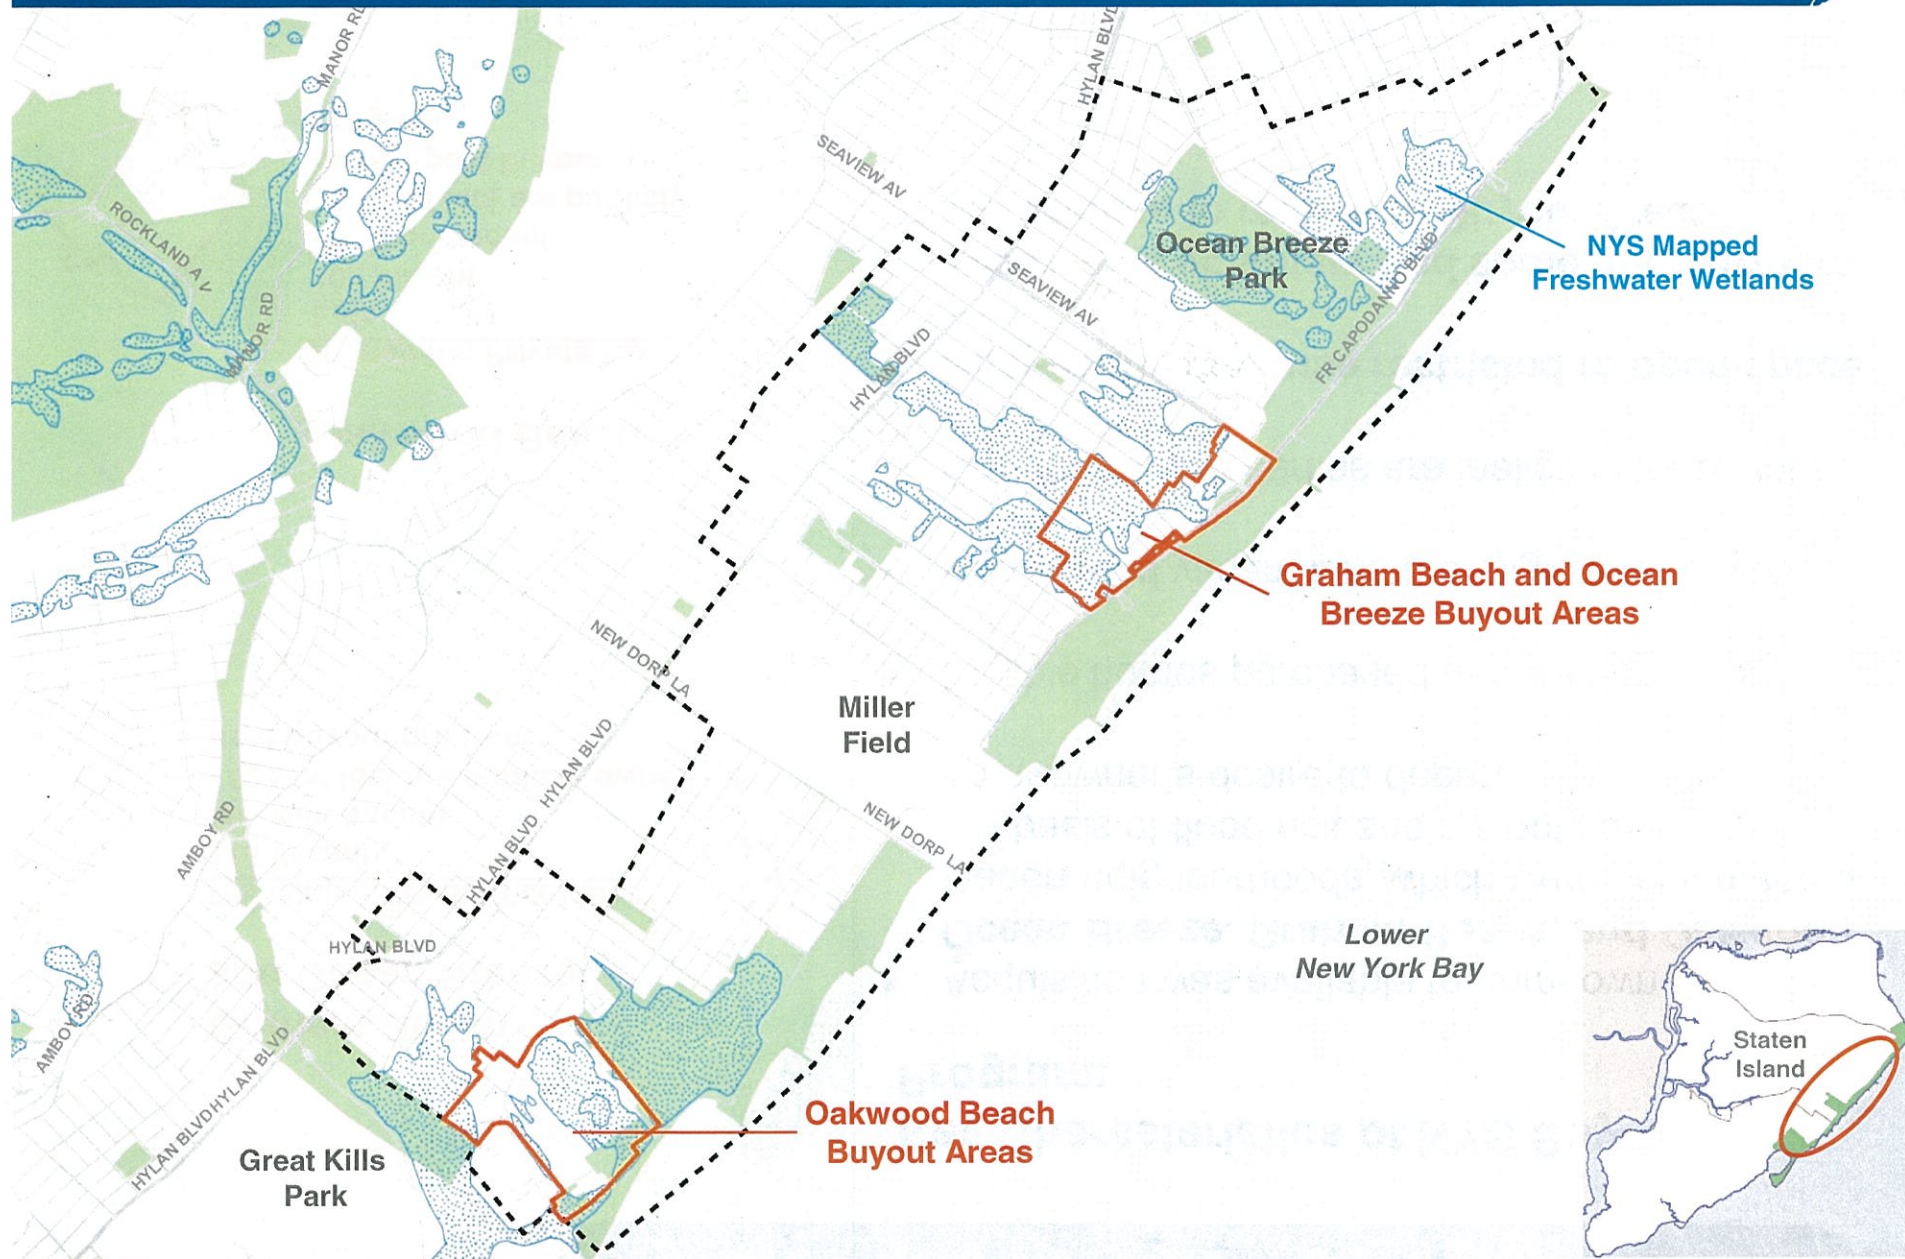 MANOR RD
HYLAN BLVD
SEAVIEW AV
ROCKLAND AV
Ocean Breeze
Park
NYS Mapped
Freshwater Wetlands
SEAVIEW AV
MANOR RD
FR CAPODANNO BLVD
HYLAN BLVD
Graham Beach and Ocean
Breeze Buyout Areas
NEW DORP LA
Miller
Field
HYLAN BLVD
AMBOY RD
HYLAN BLVD
NEW DORP LA
HYLAN BLVD
Lower
New York Bay
AMBOY RD
HYLAN BLVD
HYLAN BLVD
Staten
Island
Oakwood Beach
Buyout Areas
Great Kills
Park